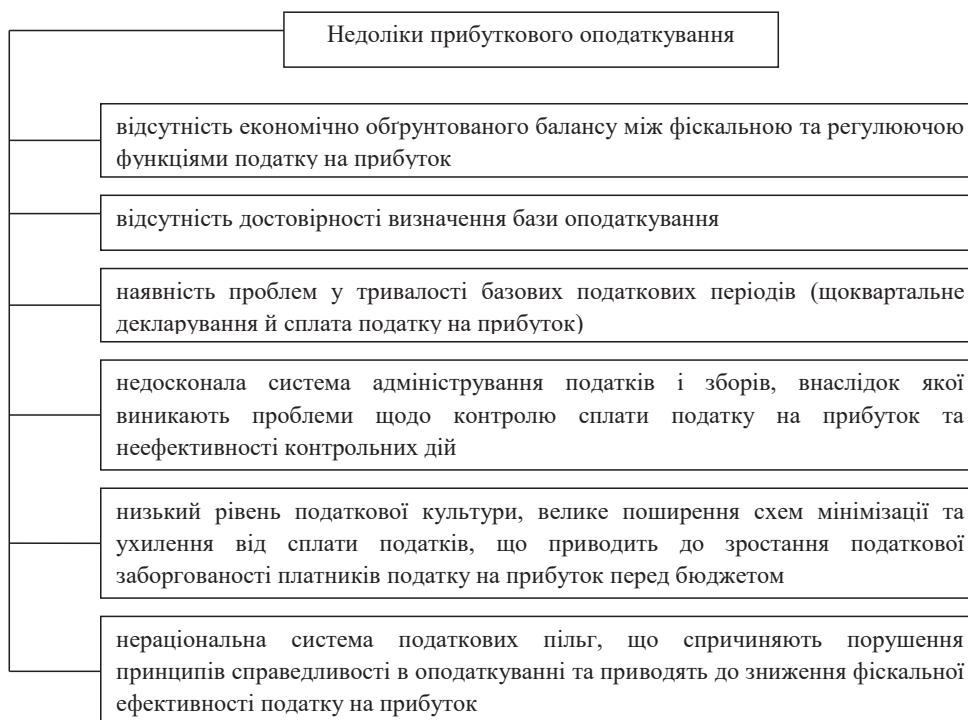 Недоліки прибуткового оподаткування
відсутність економічно обґрунтованого балансу між фіскальною та регулюючою
функціями податку на прибуток
відсутність достовірності визначення бази оподаткування
наявність проблем у тривалості базових податкових періодів (щоквартальне
декларування й сплата податку на прибуток)
недосконала система адміністрування податків і зборів, внаслідок якої
виникають проблеми щодо контролю сплати податку на прибуток та
неефективності контрольних дій
низький рівень податкової культури, велике поширення схем мінімізації та
ухилення від сплати податків, що приводить до зростання податкової
заборгованості платників податку на прибуток перед бюджетом
нераціональна система податкових пільг, що спричиняють порушення
принципів справедливості в оподаткуванні та приводять до зниження фіскальної
ефективності податку на прибуток